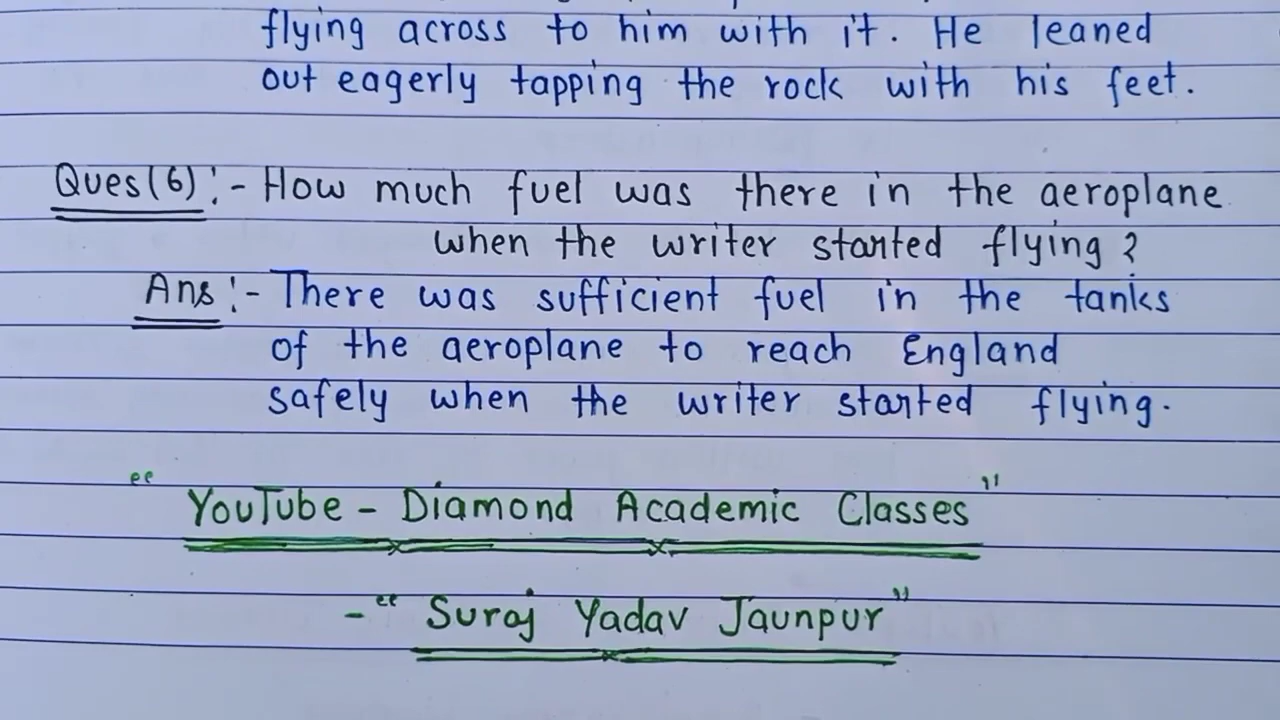 flying across to him with it. He leaned
out eagerly tapping the rock with his feet.
Ques(6):- How much fuel was there in the aeroplane
when the writer started flying?
Ans:- There was sufficient fuel in the tanks
of the aeroplane to reach England
safely when the writer started flying.
"YouTube - Diamond Academic Classes"
- "Suraj Yadav Jaunpur"